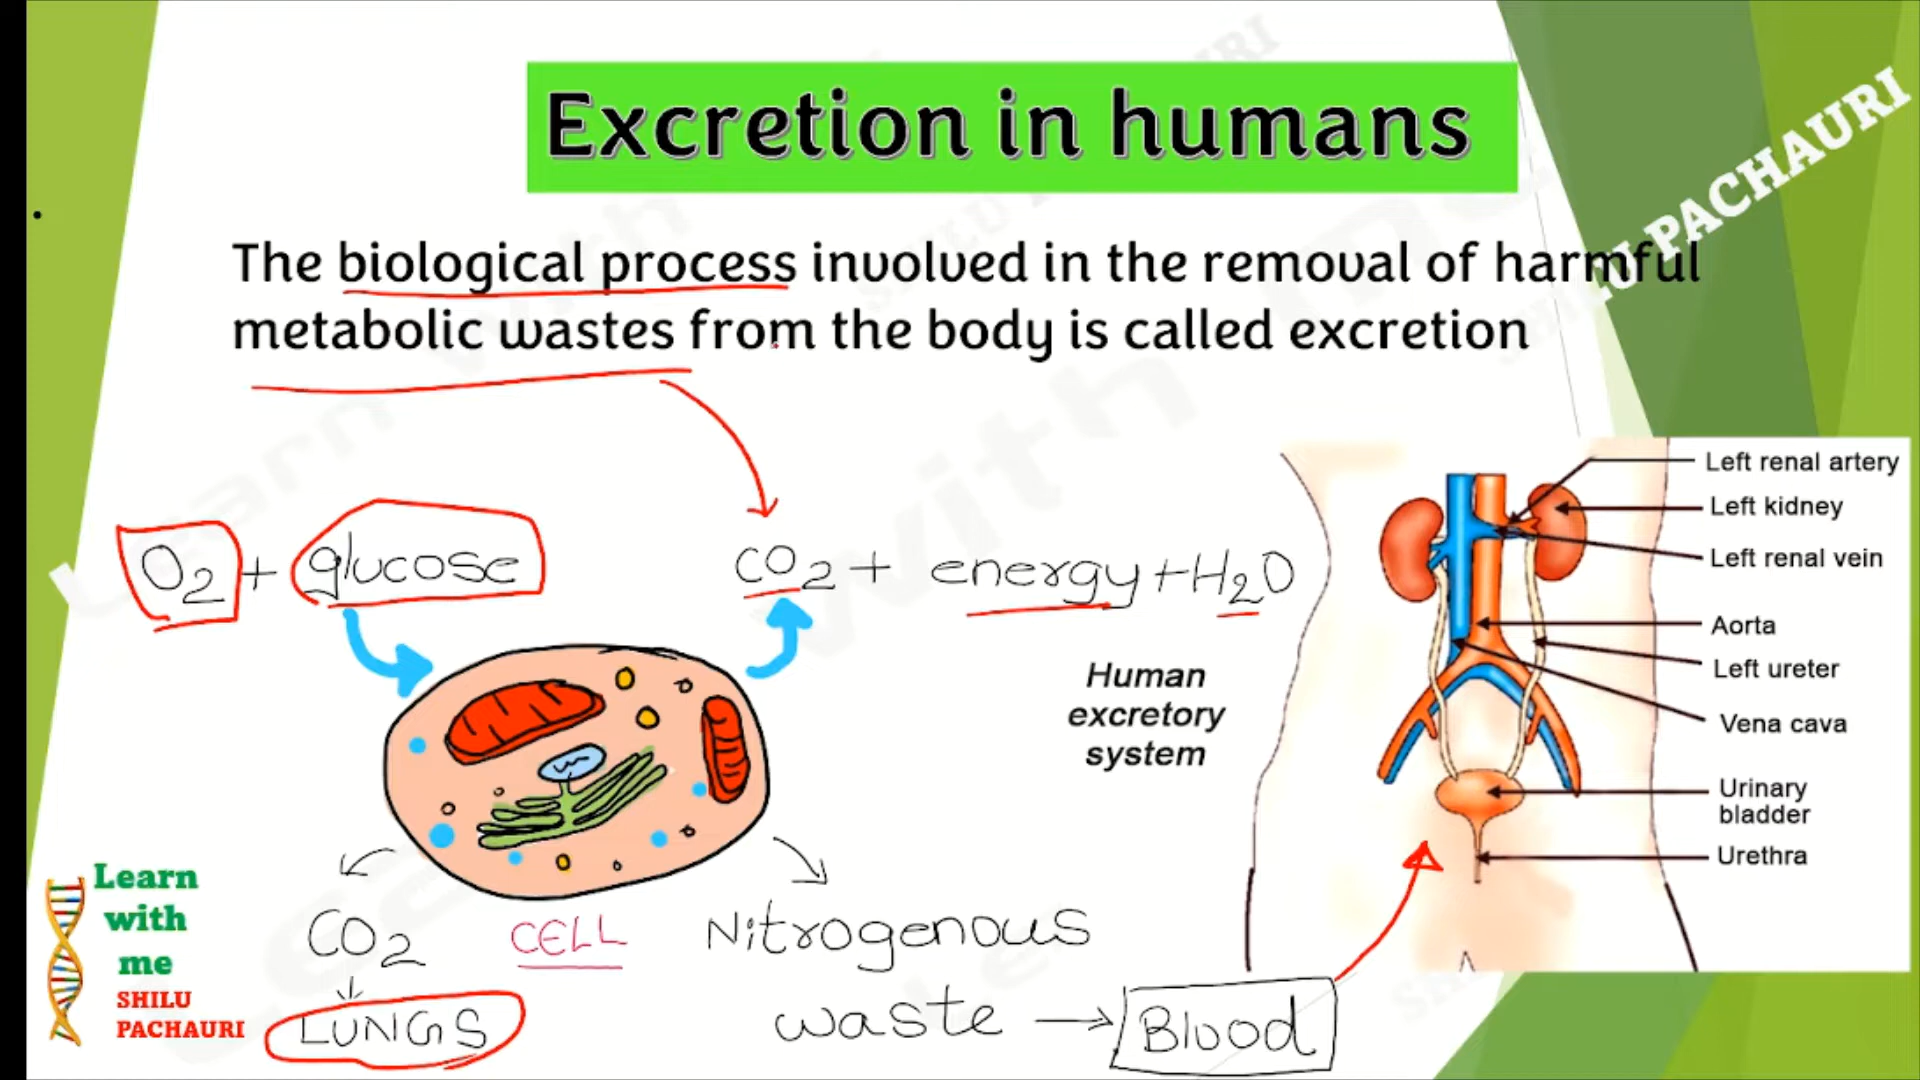 Excretion in humans
SHILU PACHAURI
The biological process involved in the removal of harmful
metabolic wastes from the body is called excretion
O2 + glucose
CO2 + energy + H2O
Left renal artery
Left kidney
Left renal vein
Aorta
Left ureter
Vena cava
Urinary
bladder
Urethra
Human
excretory
system
CO2
CELL
Nitrogenous
LUNGS
waste → Blood
Learn
with
me
SHILU
PACHAURI